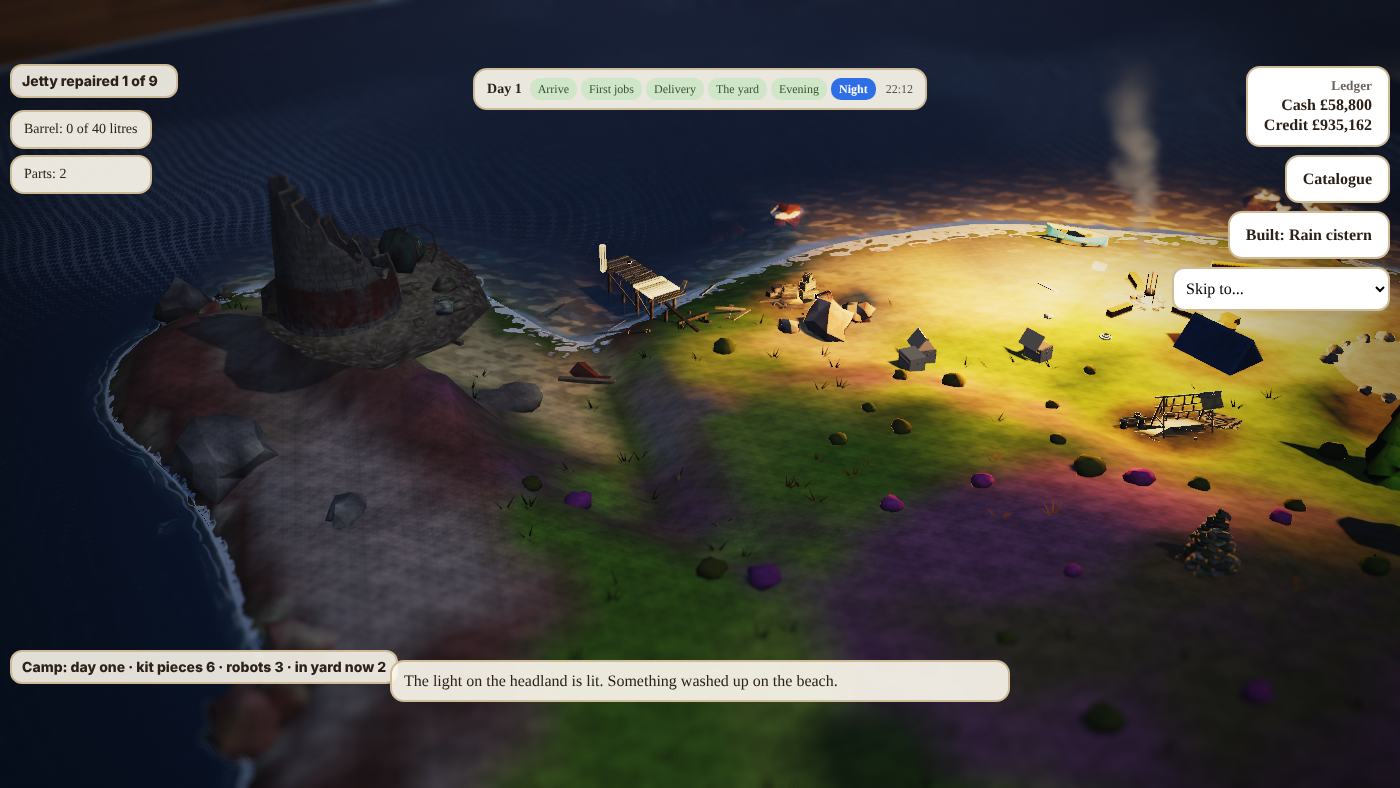 Jetty repaired 1 of 9
Barrel: 0 of 40 litres
Parts: 2
Day 1 Arrive First jobs Delivery The yard Evening Night 22:12
Ledger
Cash £58,800
Credit £935,162
Catalogue
Built: Rain cistern
Skip to...
Camp: day one · kit pieces 6 · robots 3 · in yard now 2
The light on the headland is lit. Something washed up on the beach.